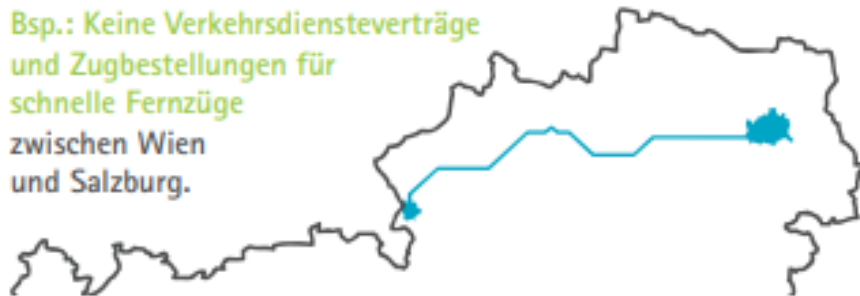 Bsp.: Keine Verkehrsdiensteverträge
und Zugbestellungen für
schnelle Fernzüge
zwischen Wien
und Salzburg.